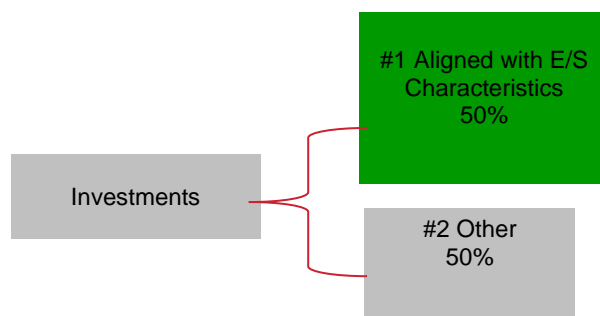 #1 Aligned with E/S
Characteristics
50%
Investments
#2 Other
50%